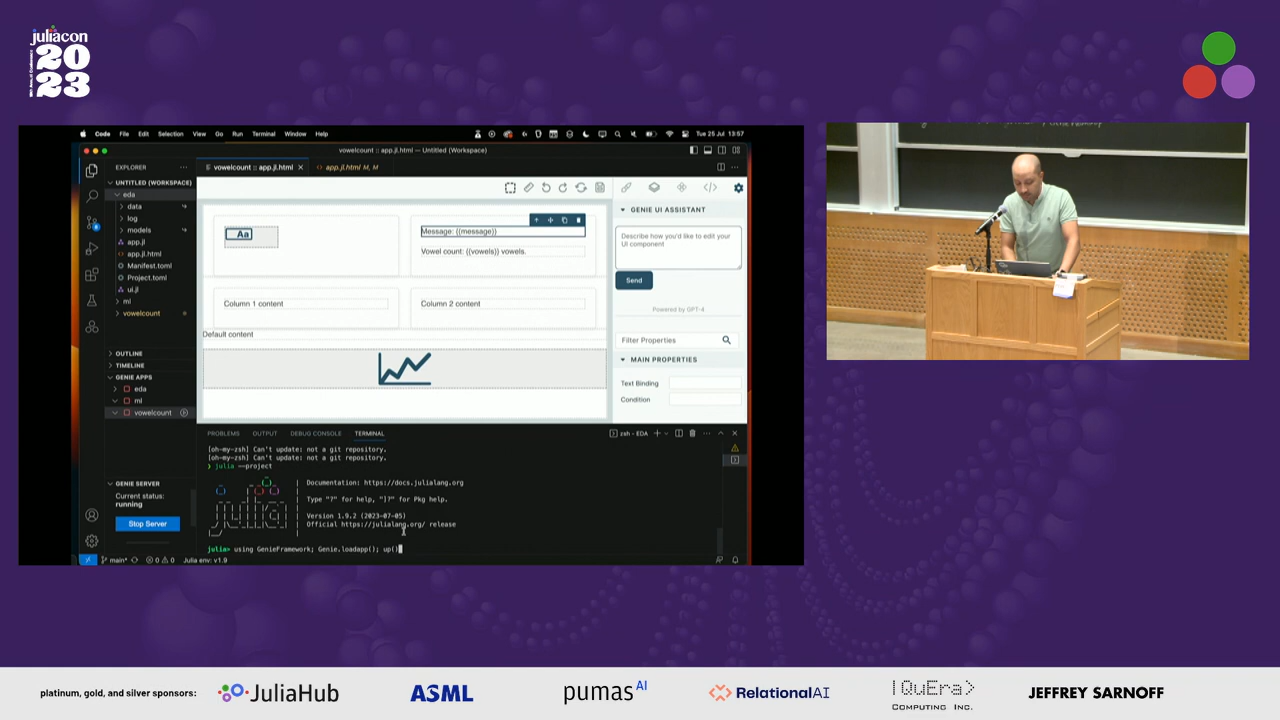 juliacon
20
23
Code File Edit Selection View Go Run Terminal Window Help
Tue 25 Jul 13:57
vowelcount :: app.jl.html — Untitled (Workspace)
EXPLORER
vowelcount :: app.jl.html
app.jl.html M, M
UNTITLED (WORKSPACE)
eda
data
log
models
app.jl
app.jl.html
Manifest.toml
Project.toml
ui.jl
ml
vowelcount
OUTLINE
TIMELINE
GENIE APPS
eda
ml
vowelcount
GENIE SERVER
Current status:
running
Stop Server
Aa
Message: {{message}}
Vowel count: {{vowels}} vowels.
Column 1 content
Column 2 content
Default content
GENIE UI ASSISTANT
Describe how you'd like to edit your
UI component
Send
Powered by GPT-4
Filter Properties
MAIN PROPERTIES
Text Binding
Condition
PROBLEMS OUTPUT DEBUG CONSOLE TERMINAL
zsh - EDA
[oh-my-zsh] Can't update: not a git repository.
[oh-my-zsh] Can't update: not a git repository.
❯ julia --project
Documentation: https://docs.julialang.org
Type "?" for help, "]?" for Pkg help.
Version 1.9.2 (2023-07-05)
Official https://julialang.org/ release
julia> using GenieFramework; Genie.loadapp(); up()
main* 0 0 Julia env: v1.9
platinum, gold, and silver sponsors:
JuliaHub
ASML
pumas AI
RelationalAI
|QuEra>
COMPUTING INC.
JEFFREY SARNOFF